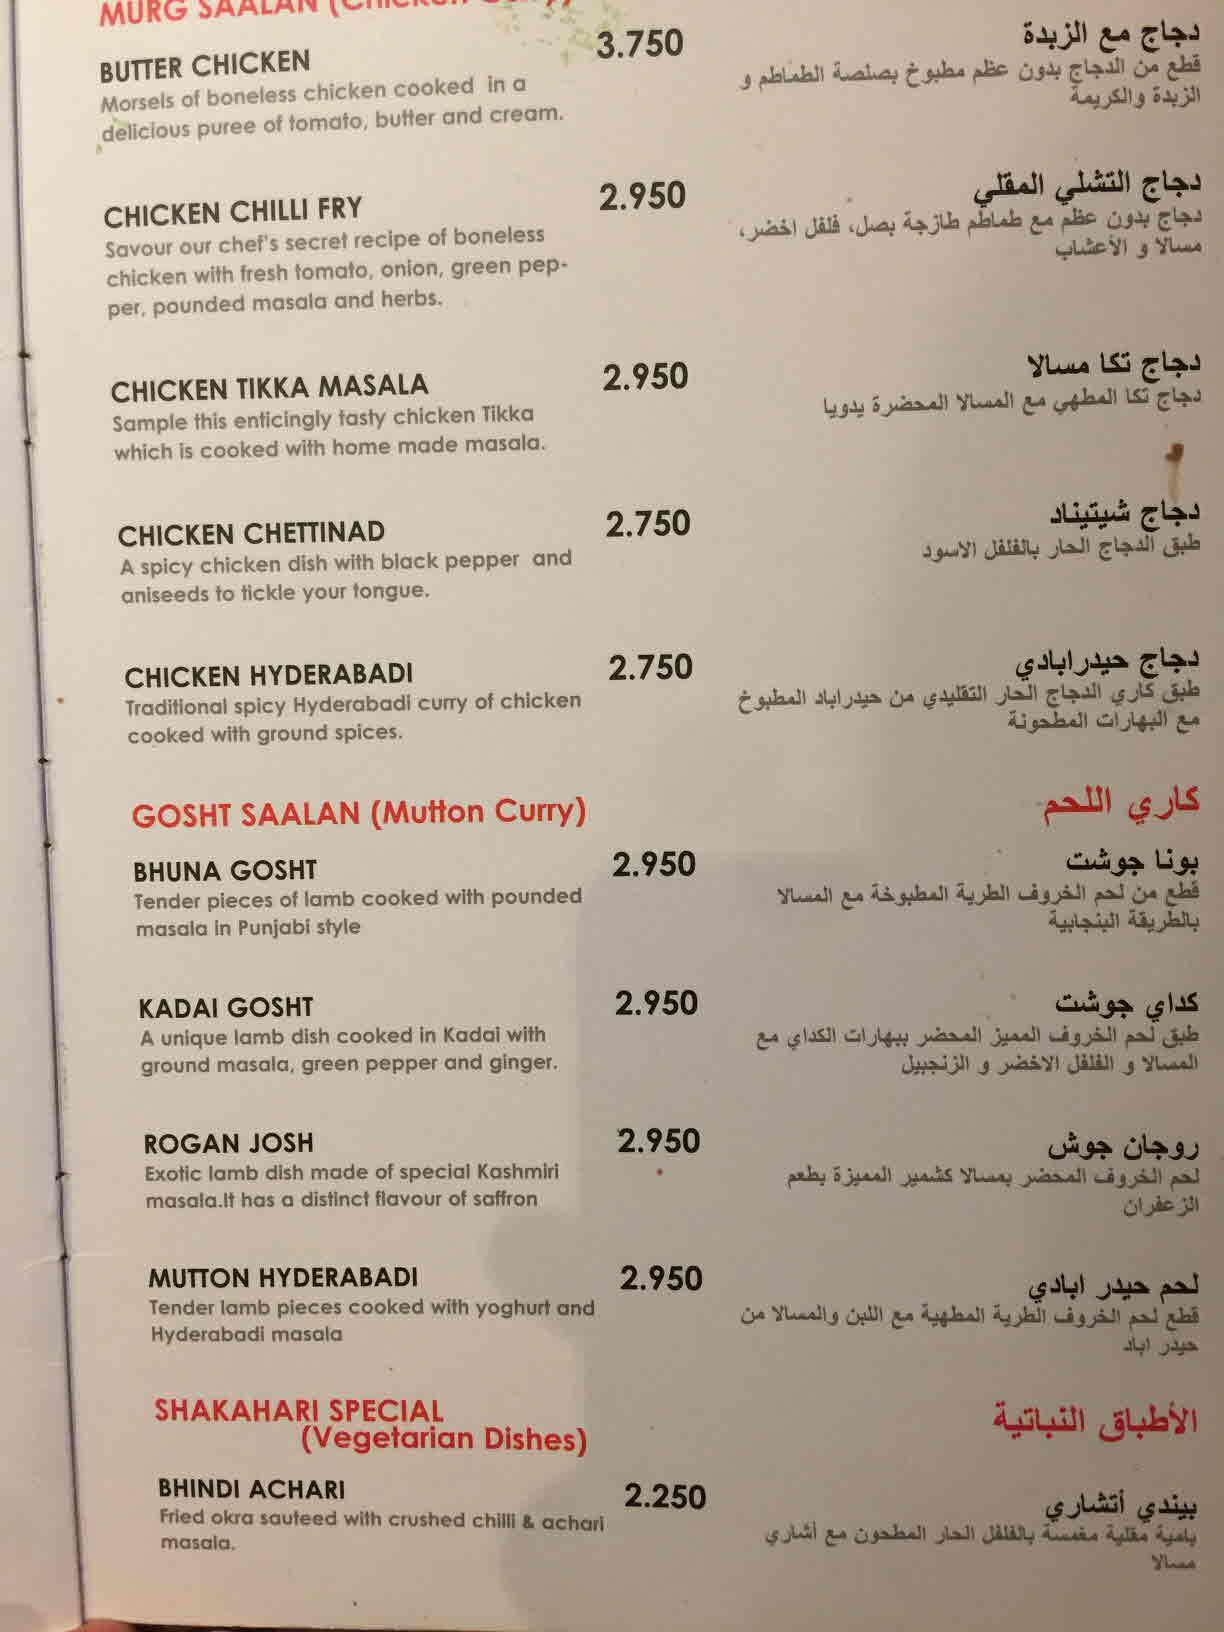 MURG SAALAN (Chicken Curry)
BUTTER CHICKEN 3.750 دجاج مع الزبدة
Morsels of boneless chicken cooked in a
delicious puree of tomato, butter and cream.
قطع من الدجاج بدون عظم مطبوخ بصلصة الطماطم و
الزبدة والكريمة
CHICKEN CHILLI FRY 2.950 دجاج التشلي المقلي
Savour our chef's secret recipe of boneless
chicken with fresh tomato, onion, green pep-
per, pounded masala and herbs.
دجاج بدون عظم مع طماطم طازجة بصل، فلفل اخضر،
مسالا و الأعشاب
CHICKEN TIKKA MASALA 2.950 دجاج تكا مسالا
Sample this enticingly tasty chicken Tikka
which is cooked with home made masala.
دجاج تكا المطهي مع المسالا المحضرة يدويا
CHICKEN CHETTINAD 2.750 دجاج شيتيناد
A spicy chicken dish with black pepper and
aniseeds to tickle your tongue.
طبق الدجاج الحار بالفلفل الاسود
CHICKEN HYDERABADI 2.750 دجاج حيدرابادي
Traditional spicy Hyderabadi curry of chicken
cooked with ground spices.
طبق كاري الدجاج الحار التقليدي من حيدراباد المطبوخ
مع البهارات المطحونة
GOSHT SAALAN (Mutton Curry) كاري اللحم
BHUNA GOSHT 2.950 بونا جوشت
Tender pieces of lamb cooked with pounded
masala in Punjabi style
قطع من لحم الخروف الطرية المطبوخة مع المسالا
بالطريقة البنجابية
KADAI GOSHT 2.950 كداي جوشت
A unique lamb dish cooked in Kadai with
ground masala, green pepper and ginger.
طبق لحم الخروف المميز المحضر ببهارات الكداي مع
المسالا و الفلفل الاخضر و الزنجبيل
ROGAN JOSH 2.950 روجان جوش
Exotic lamb dish made of special Kashmiri
masala.It has a distinct flavour of saffron
لحم الخروف المحضر بمسالا كشمير المميزة بطعم
الزعفران
MUTTON HYDERABADI 2.950 لحم حيدر ابادي
Tender lamb pieces cooked with yoghurt and
Hyderabadi masala
قطع لحم الخروف الطرية المطهية مع اللبن والمسالا من
حيدر اباد
SHAKAHARI SPECIAL الأطباق النباتية
(Vegetarian Dishes)
BHINDI ACHARI 2.250 بيندي أتشاري
Fried okra sauteed with crushed chilli & achari
masala.
بامية مقلية مغمسة بالفلفل الحار المطحون مع أشاري
مسالا